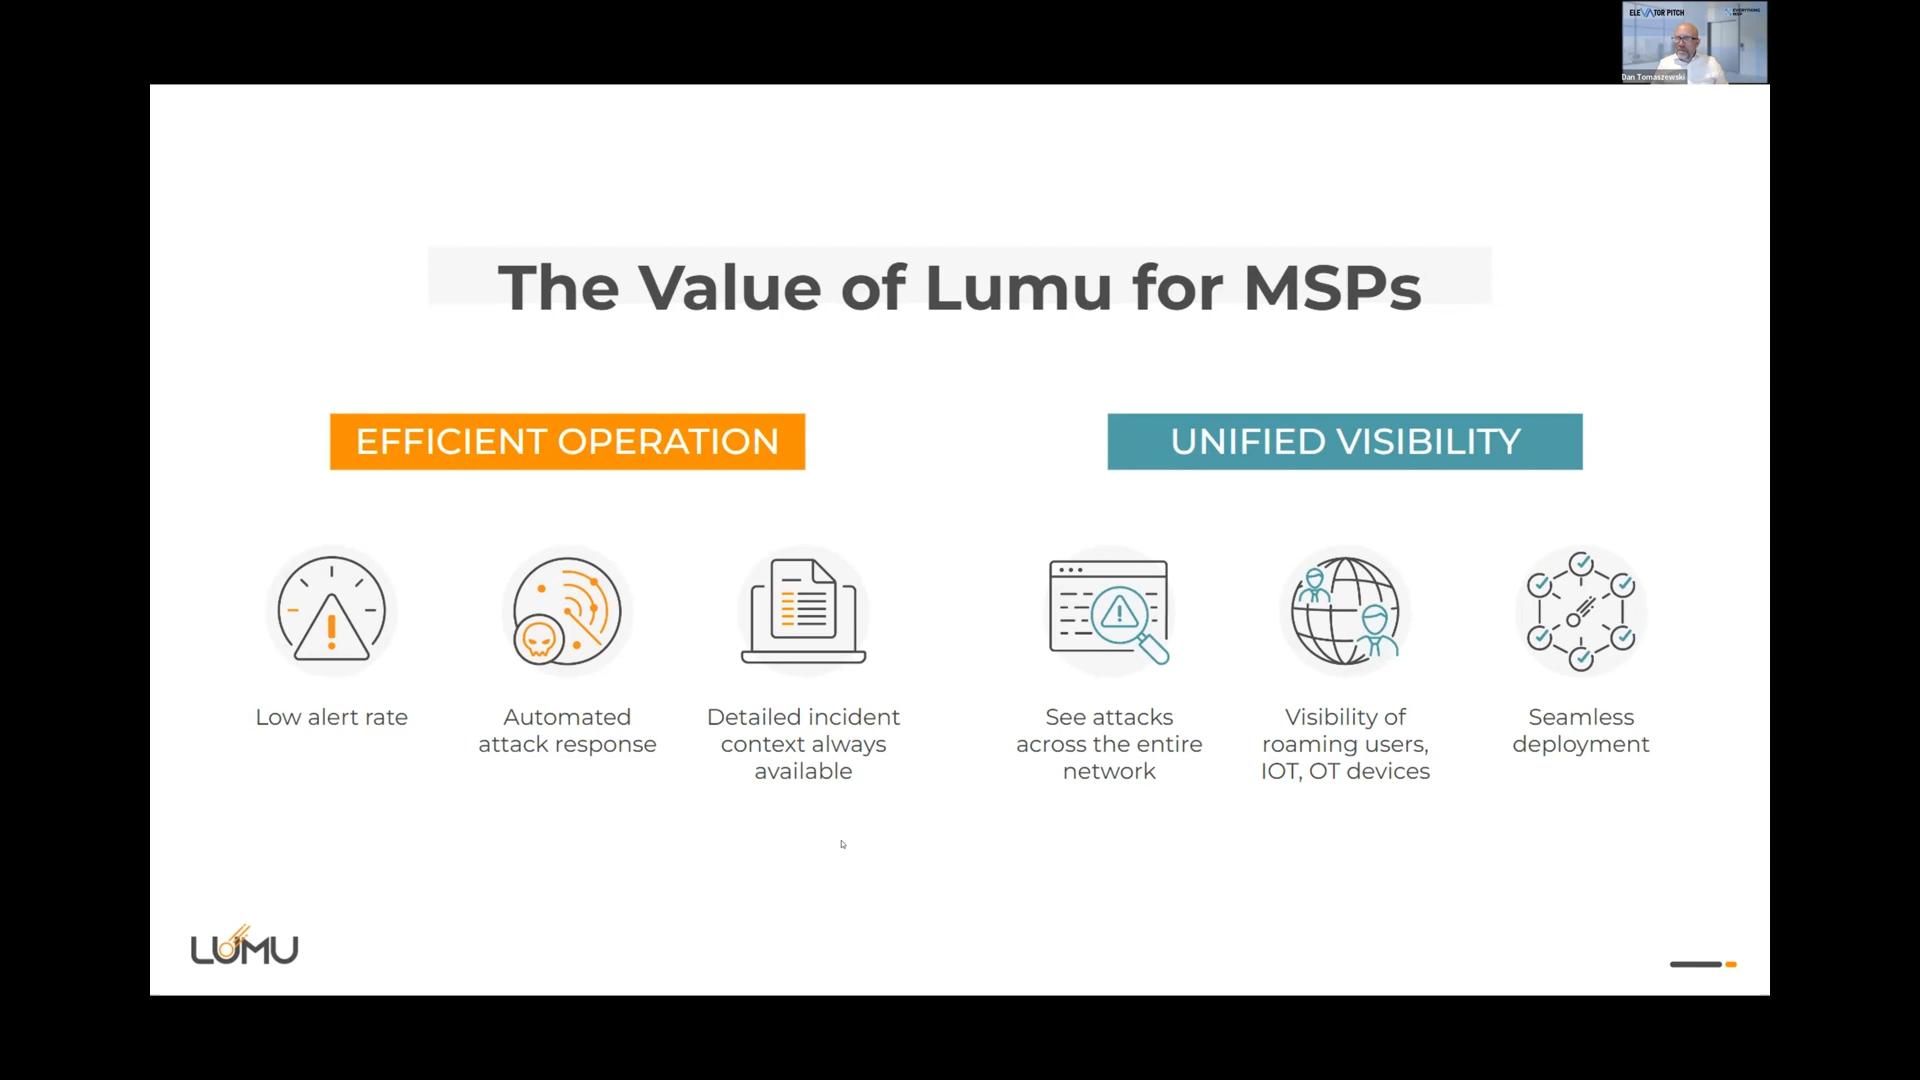 ELEVATOR PITCH
EVERYTHING
MSP
Dan Tomaszewski
The Value of Lumu for MSPs
EFFICIENT OPERATION
Low alert rate
Automated
attack response
Detailed incident
context always
available
UNIFIED VISIBILITY
See attacks
across the entire
network
Visibility of
roaming users,
IOT, OT devices
Seamless
deployment
LUMU